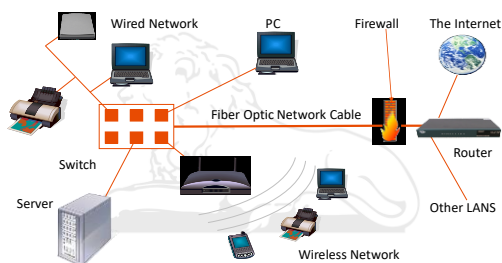 Wired Network
PC
Firewall
The Internet
Fiber Optic Network Cable
Switch
Router
Server
Other LANS
Wireless Network